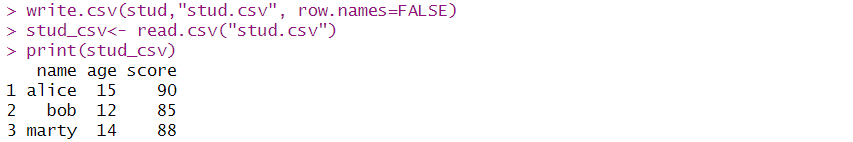 > write.csv(stud,"stud.csv", row.names=FALSE)
> stud_csv<- read.csv("stud.csv")
> print(stud_csv)
   name age score
1 alice  15    90
2   bob  12    85
3 marty  14    88